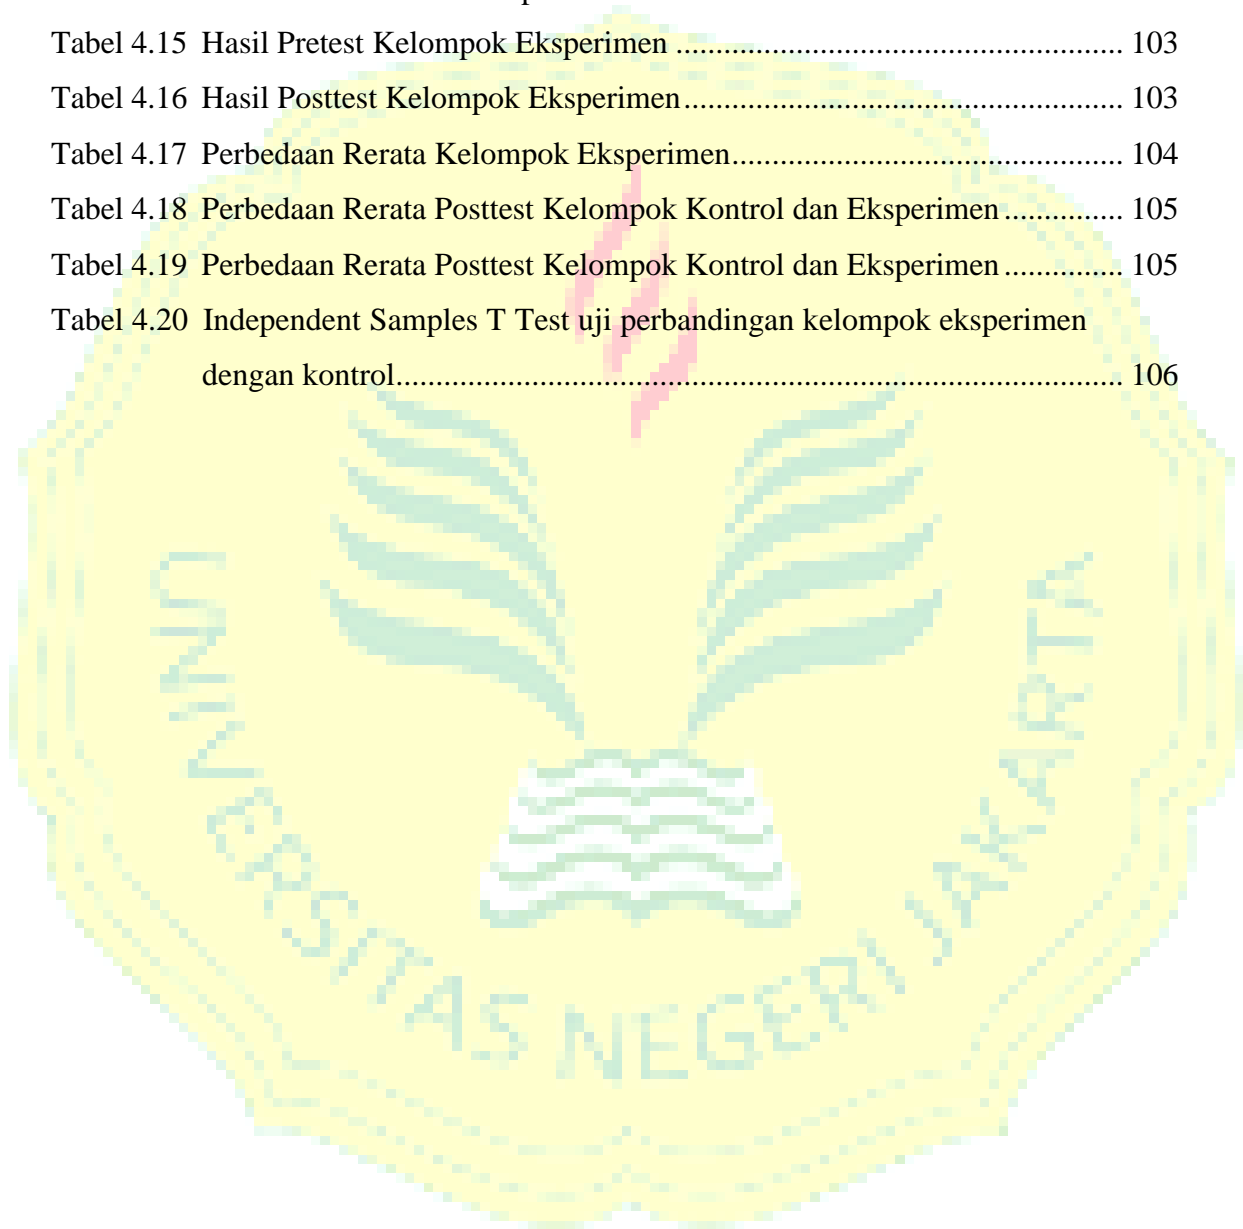 Tabel 4.15 Hasil Pretest Kelompok Eksperimen ........................................................ 103
Tabel 4.16 Hasil Posttest Kelompok Eksperimen....................................................... 103
Tabel 4.17 Perbedaan Rerata Kelompok Eksperimen................................................. 104
Tabel 4.18 Perbedaan Rerata Posttest Kelompok Kontrol dan Eksperimen ............... 105
Tabel 4.19 Perbedaan Rerata Posttest Kelompok Kontrol dan Eksperimen ............... 105
Tabel 4.20 Independent Samples T Test uji perbandingan kelompok eksperimen
dengan kontrol........................................................................................... 106
UNIVERSITAS NEGERI JAKARTA